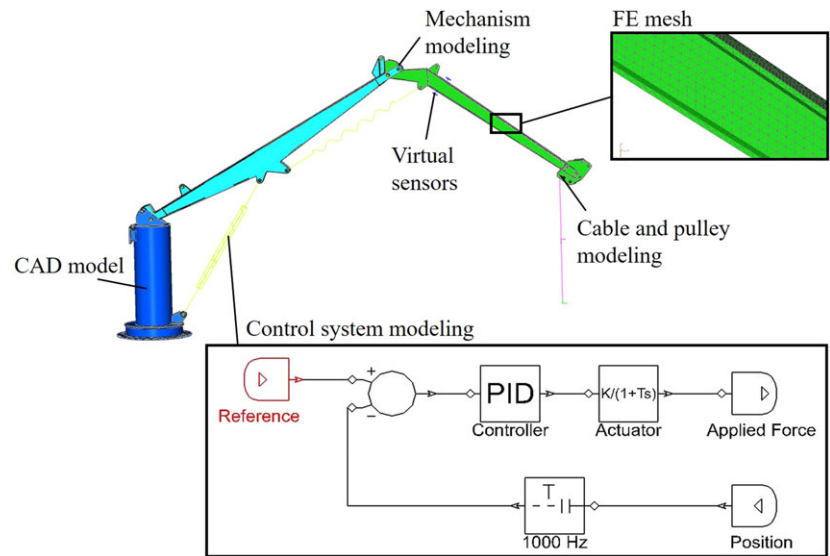 Mechanism
modeling
FE mesh
Virtual
sensors
Cable and pulley
modeling
CAD model
Control system modeling
+
−
PID
K/(1+Ts)
Reference
Controller
Actuator
Applied Force
T
1000 Hz
Position